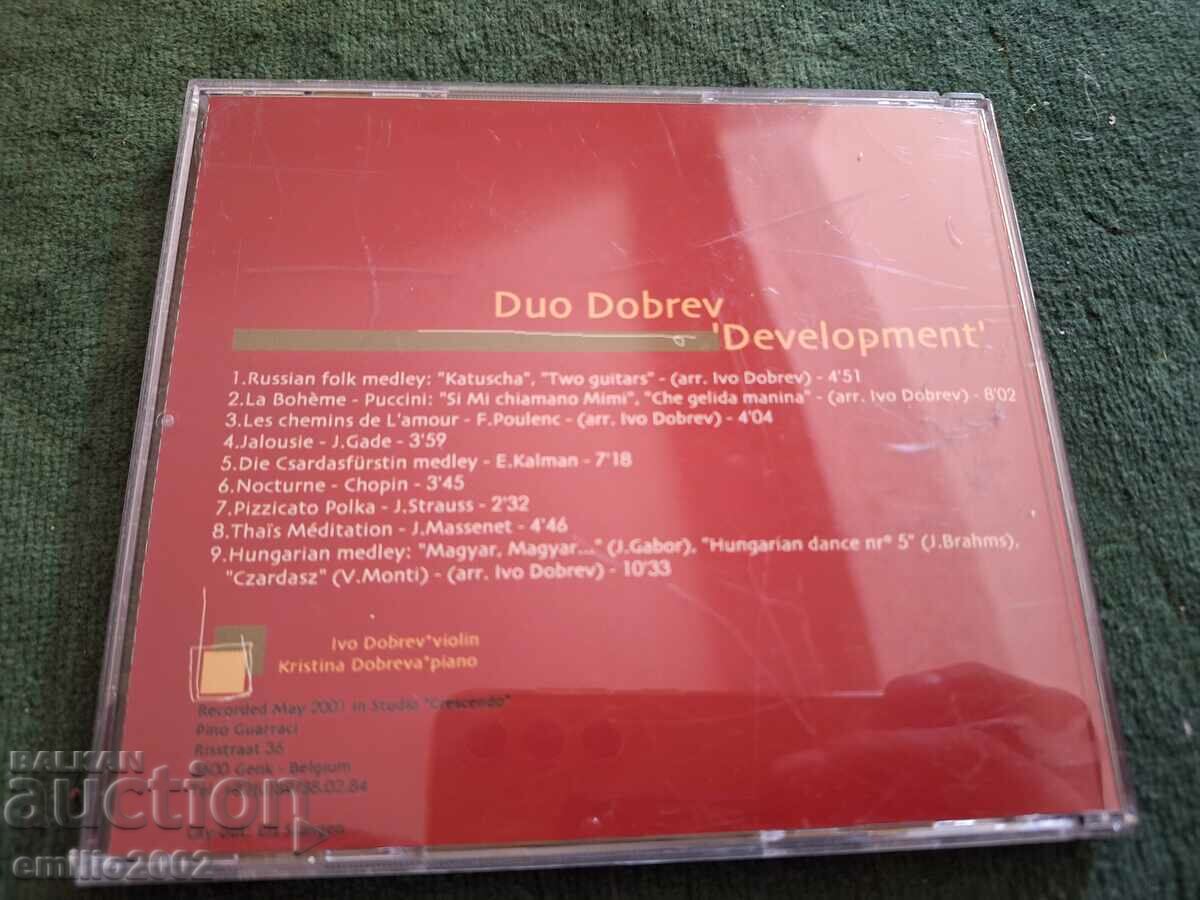 Duo Dobrev
'Development'
1.Russian folk medley: "Katuscha", "Two guitars" - (arr. Ivo Dobrev) - 4'51
2.La Bohème - Puccini: "Si Mi chiamano Mimi", "Che gelida manina" - (arr. Ivo Dobrev) - 8'02
3.Les chemins de L'amour - F.Poulenc - (arr. Ivo Dobrev) - 4'04
4.Jalousie - J.Gade - 3'59
5.Die Csardasfürstin medley - E.Kalman - 7'18
6.Nocturne - Chopin - 3'45
7.Pizzicato Polka - J.Strauss - 2'32
8.Thaïs Méditation - J.Massenet - 4'46
9.Hungarian medley: "Magyar, Magyar..." (J.Gabor), "Hungarian dance nr° 5" (J.Brahms),
"Czardasz" (V.Monti) - (arr. Ivo Dobrev) - 10'33
Ivo Dobrev*violin
Kristina Dobreva*piano
Recorded May 2001 in Studio "Crescendo"
Pino Guarraci
Risstraat 36
3600 Genk - Belgium
38.02.84
BALKAN
auction
emilio2002